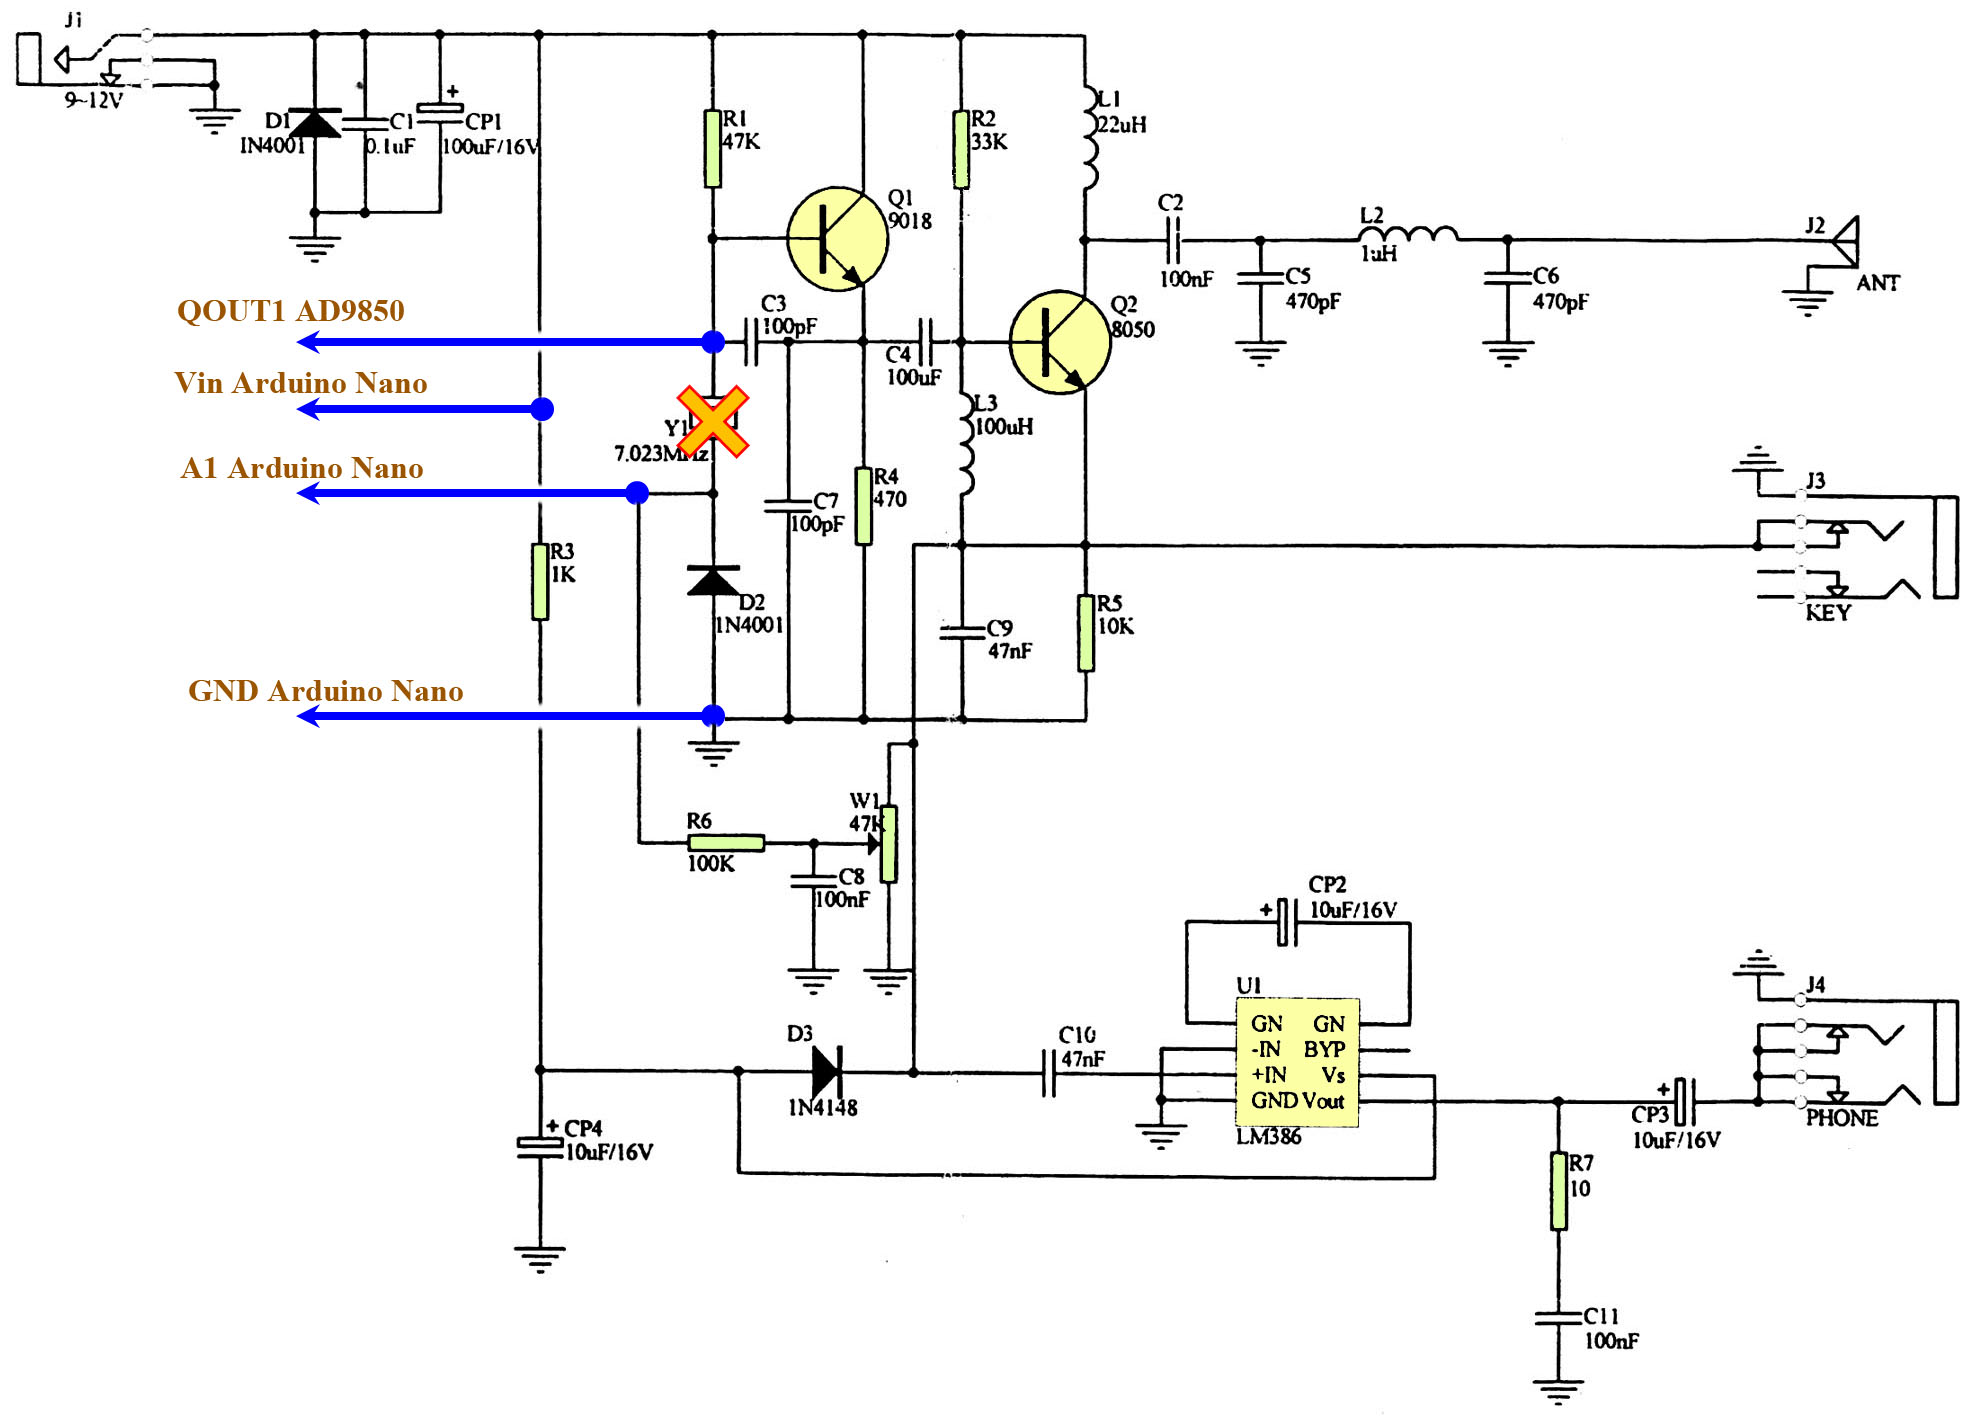 J1
9~12V
D1
1N4001
C1
0.1uF
+
CP1
100uF/16V
R1
47K
Q1
9018
R2
33K
L1
22uH
C2
100nF
L2
1uH
J2
ANT
C5
470pF
C6
470pF
QOUT1 AD9850
C3
100pF
C4
100uF
Q2
8050
Vin Arduino Nano
Y1
7.023MHz
L3
100uH
A1 Arduino Nano
C7
100pF
R4
470
J3
KEY
R3
1K
D2
1N4001
C9
47nF
R5
10K
GND Arduino Nano
W1
47K
R6
100K
C8
100nF
CP2
+
10uF/16V
U1
GN GN
-IN BYP
+IN Vs
GND Vout
LM386
D3
1N4148
C10
47nF
J4
PHONE
+
CP3
10uF/16V
+
CP4
10uF/16V
R7
10
C11
100nF